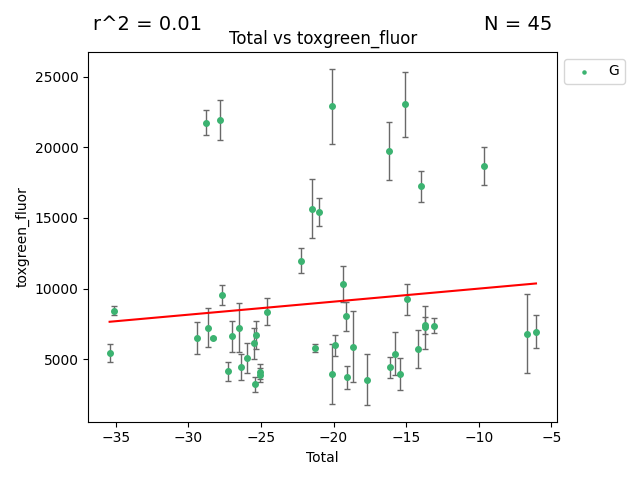 r^2 = 0.01
N = 45
Total vs toxgreen_fluor
G
25000
20000
15000
10000
5000
toxgreen_fluor
−35
−30
−25
−20
−15
−10
−5
Total